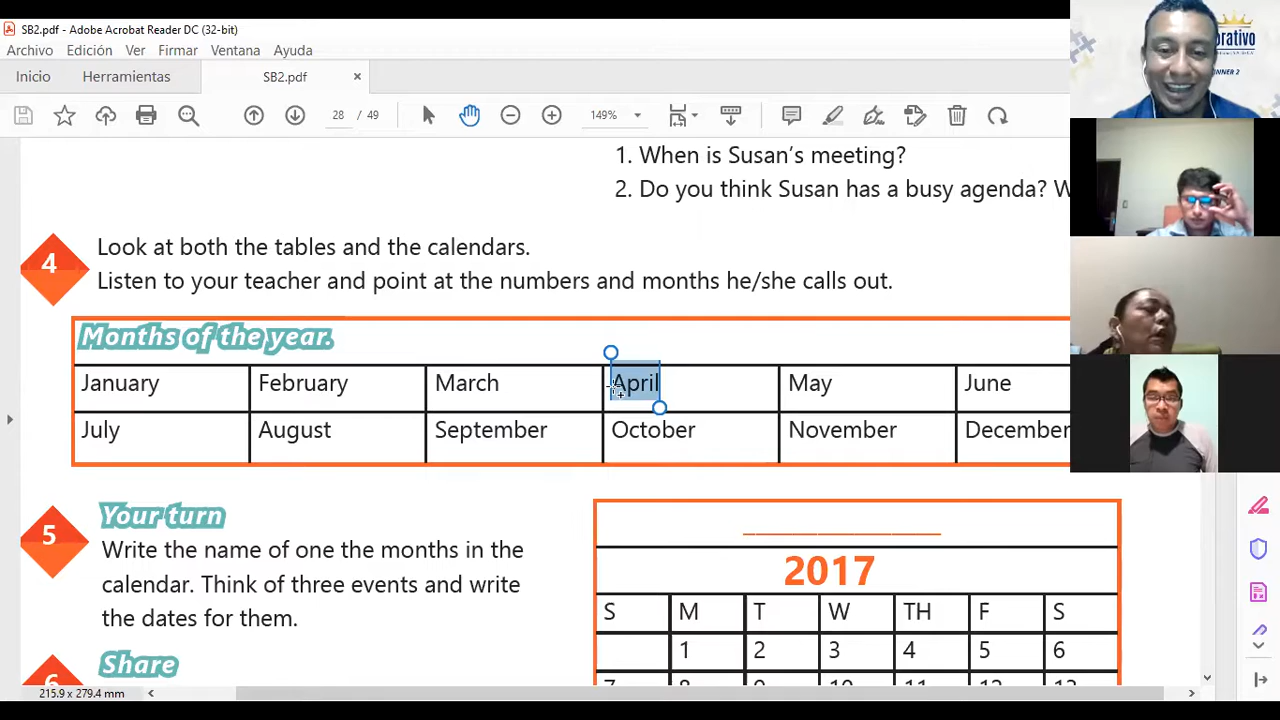 SB2.pdf - Adobe Acrobat Reader DC (32-bit)
Archivo Edición Ver Firmar Ventana Ayuda
Inicio Herramientas SB2.pdf ×
28 / 49 149%
1. When is Susan's meeting?
2. Do you think Susan has a busy agenda? W
4 Look at both the tables and the calendars.
Listen to your teacher and point at the numbers and months he/she calls out.
Months of the year.
January February March April May June
July August September October November December
5 Your turn
Write the name of one the months in the
calendar. Think of three events and write
the dates for them.
Share
2017
S M T W TH F S
1 2 3 4 5 6
215.9 x 279.4 mm
orativo
NNER 2